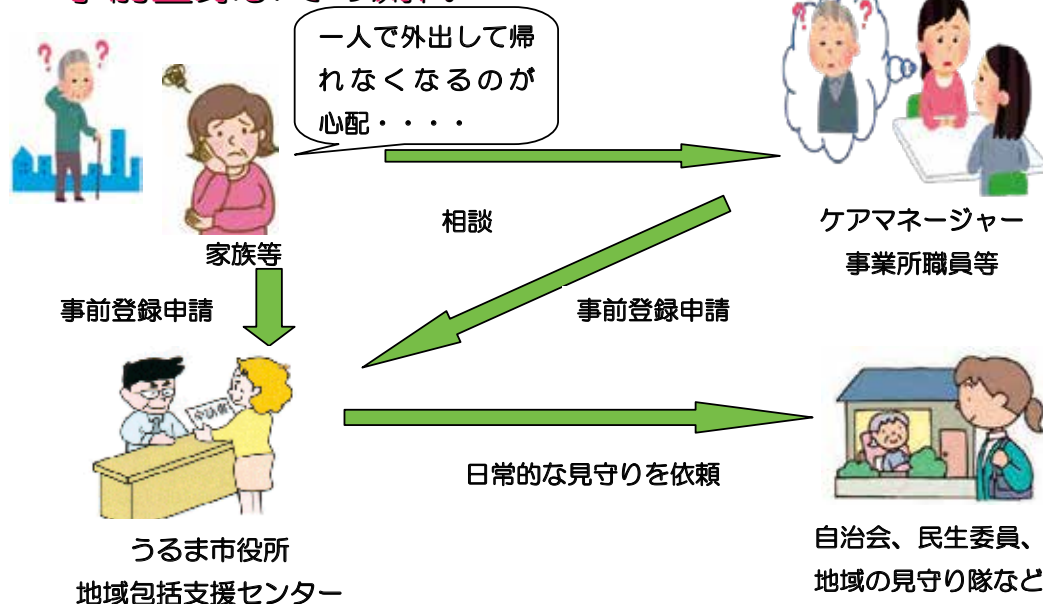 一人で外出して帰
れなくなるのが
心配・・・・
相談
ケアマネージャー
事業所職員等
家族等
事前登録申請
事前登録申請
日常的な見守りを依頼
うるま市役所
地域包括支援センター
自治会、民生委員、
地域の見守り隊など